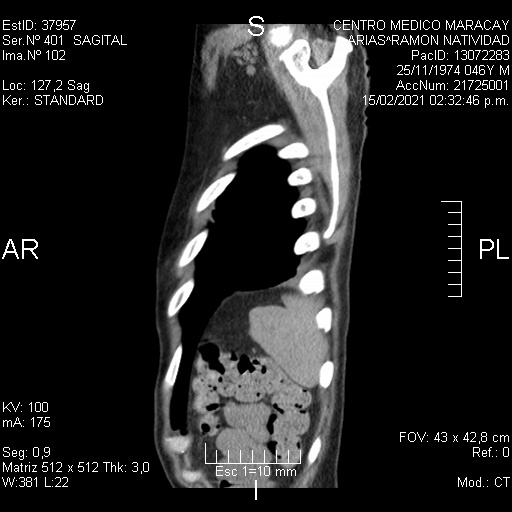 EstID: 37957
Ser.Nº 401 SAGITAL
Ima.Nº 102
Loc: 127,2 Sag
Ker.: STANDARD
S
CENTRO MEDICO MARACAY
ARIAS^RAMON NATIVIDAD
PacID: 13072283
25/11/1974 046Y M
AccNum: 21725001
15/02/2021 02:32:46 p.m.
AR
PL
KV: 100
mA: 175
Seg: 0,9
Matriz 512 x 512 Thk: 3,0
W:381 L:22
Esc 1=10 mm
I
FOV: 43 x 42,8 cm
Ref.: 0
Mod.: CT